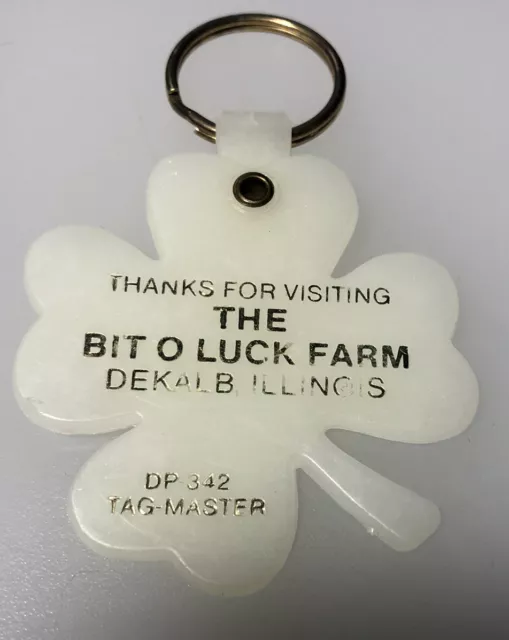 THANKS FOR VISITING
THE
BIT O LUCK FARM
DEKALB, ILLINOIS
DP-342
TAG-MASTER